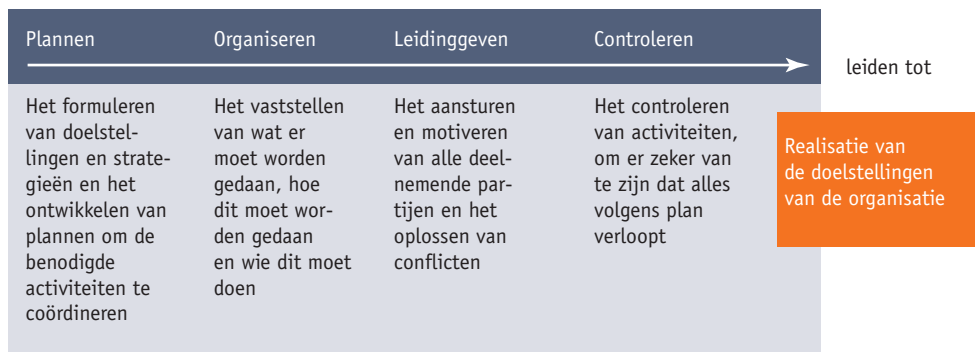 Plannen
Organiseren
Leidinggeven
Controleren
leiden tot
Het formuleren
van doelstel-
lingen en strate-
gieën en het
ontwikkelen van
plannen om de
benodigde
activiteiten te
coördineren
Het vaststellen
van wat er
moet worden
gedaan, hoe
dit moet wor-
den gedaan
en wie dit moet
doen
Het aansturen
en motiveren
van alle deel-
nemende par-
tijen en het
oplossen van
conflicten
Het controleren
van activiteiten,
om er zeker van
te zijn dat alles
volgens plan
verloopt
Realisatie van
de doelstellingen
van de organisatie